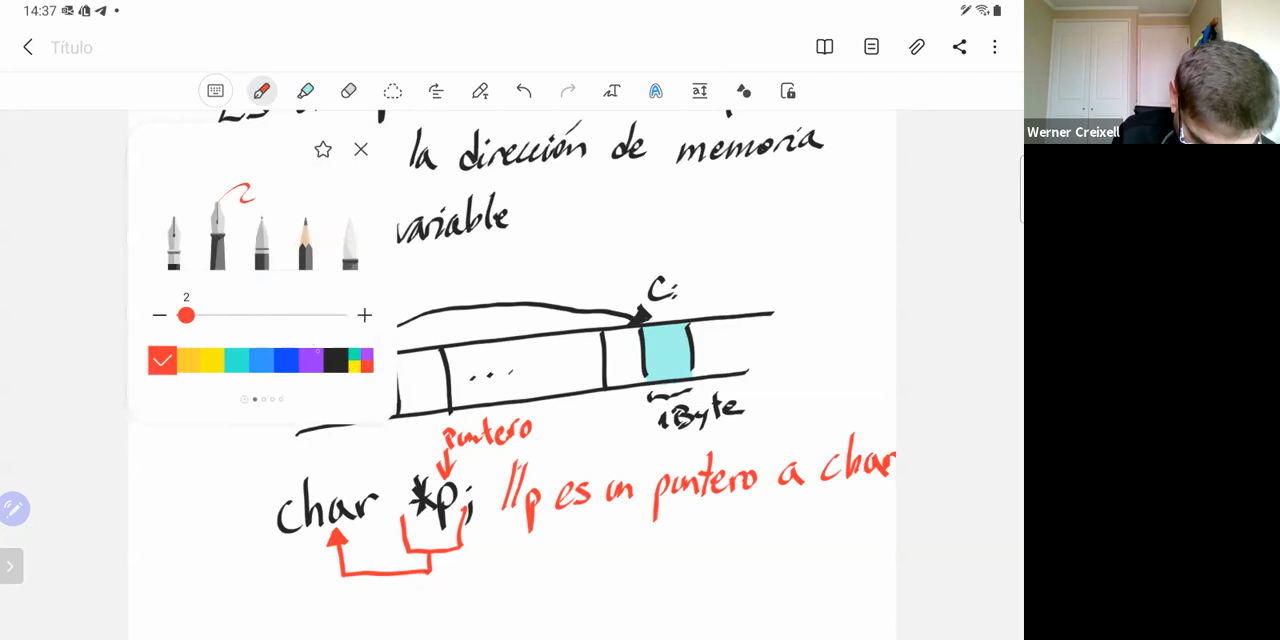 14:37
Título
la dirección de memoria
variable
2
C:
...
1Byte
puntero
char *p; //p es un puntero a char
Werner Creixell